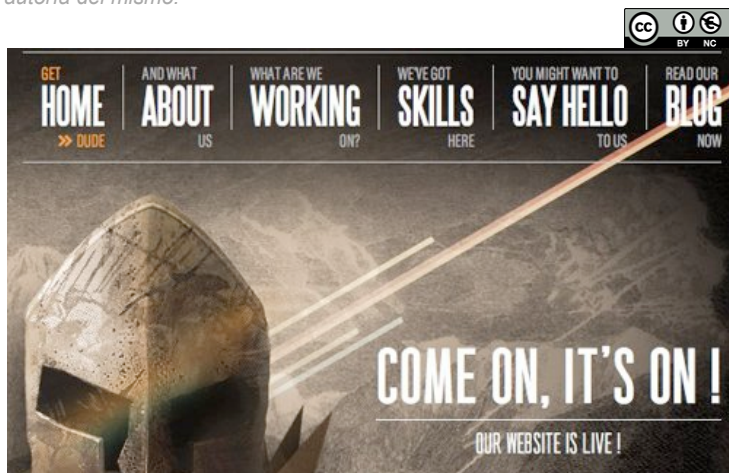 autoría del mismo.
cc BY NC
GET AND WHAT WHAT ARE WE WE'VE GOT YOU MIGHT WANT TO READ OUR
HOME ABOUT WORKING SKILLS SAY HELLO BLOG
>> DUDE US ON? HERE TO US NOW
COME ON, IT'S ON !
OUR WEBSITE IS LIVE !